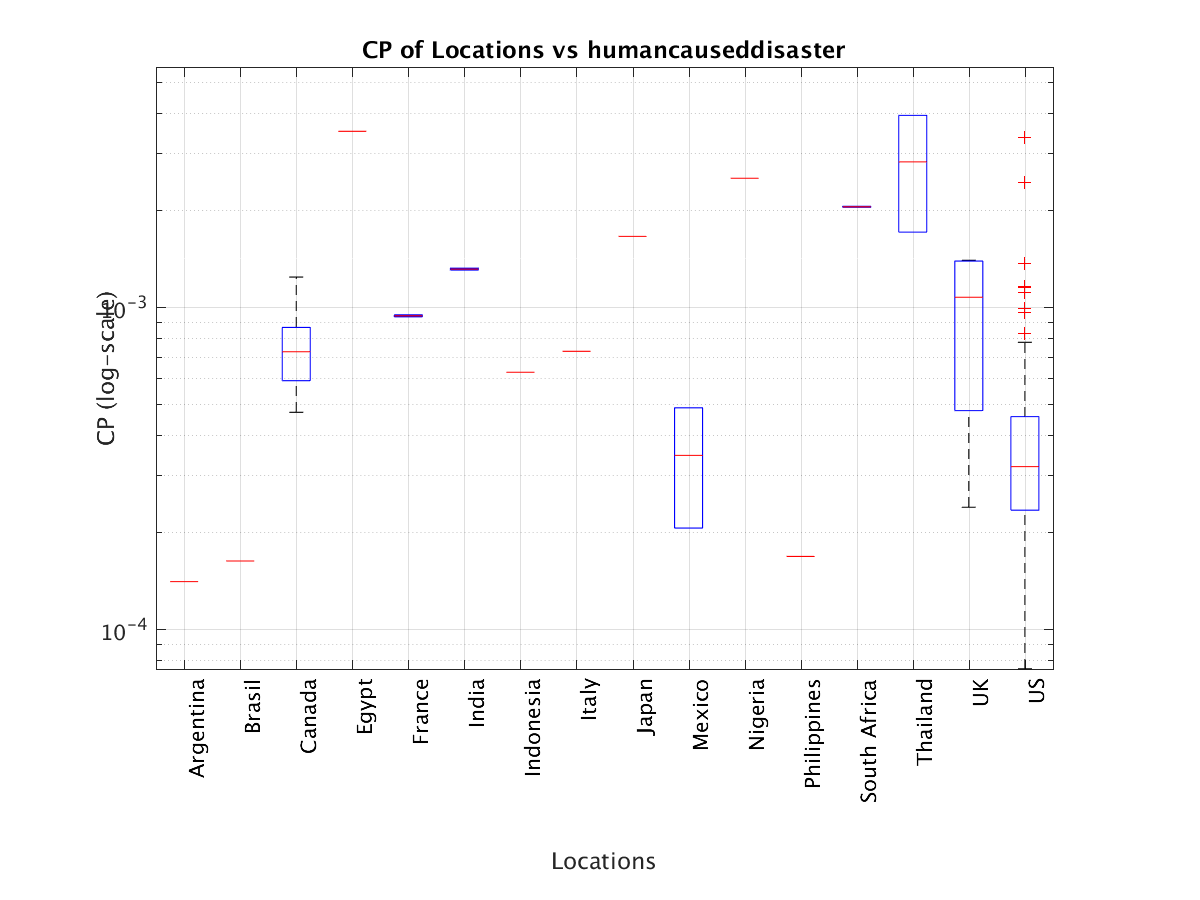 CP of Locations vs humancauseddisaster
CP (log-scale)
10^-3
10^-4
Argentina
Brasil
Canada
Egypt
France
India
Indonesia
Italy
Japan
Mexico
Nigeria
Philippines
South Africa
Thailand
UK
US
Locations